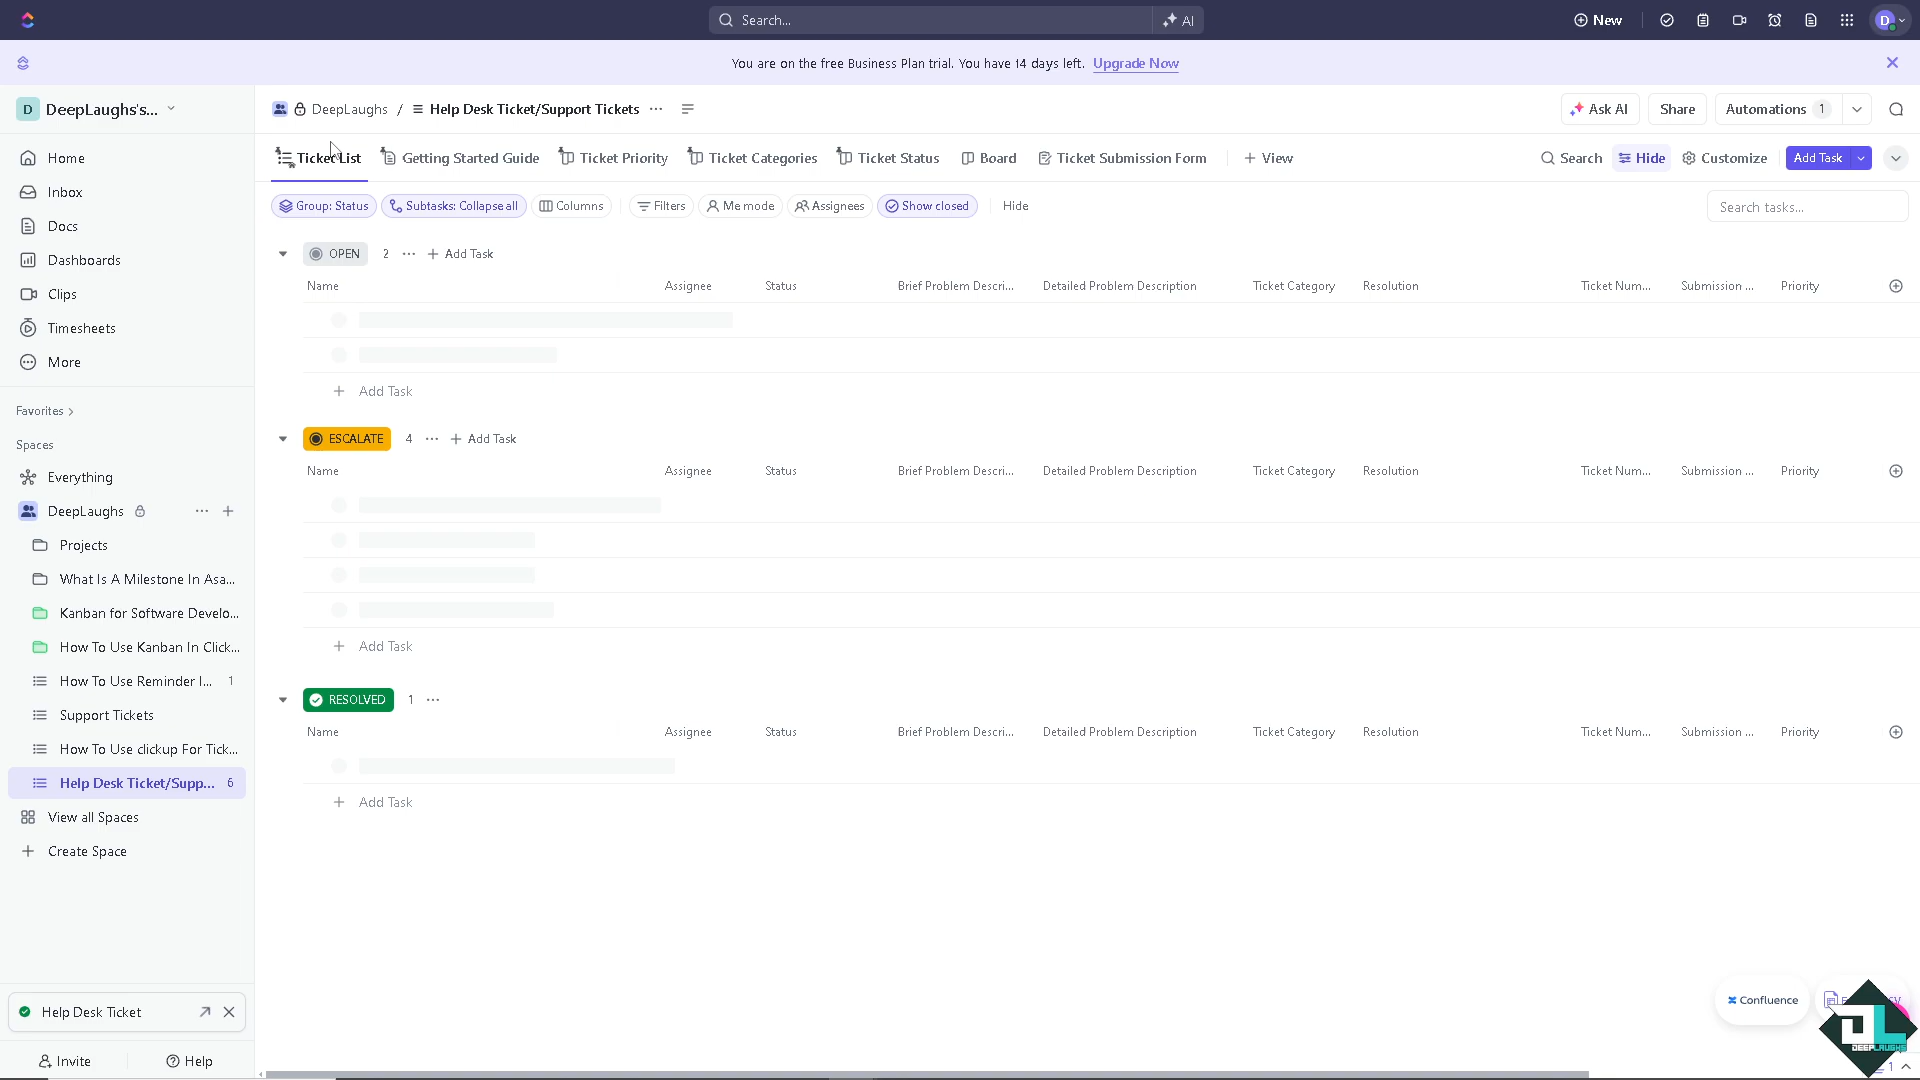 Search...
AI
New
D
You are on the free Business Plan trial. You have 14 days left. Upgrade Now
D DeepLaughs's...
DeepLaughs / Help Desk Ticket/Support Tickets ...
Ask AI
Share
Automations 1
Home
Inbox
Docs
Dashboards
Clips
Timesheets
More
Favorites
Spaces
Everything
DeepLaughs
Projects
What Is A Milestone In Asa...
Kanban for Software Develo...
How To Use Kanban In Click...
How To Use Reminder I... 1
Support Tickets
How To Use clickup For Tick...
Help Desk Ticket/Supp... 6
View all Spaces
Create Space
Help Desk Ticket
Invite
Help
Ticket List
Getting Started Guide
Ticket Priority
Ticket Categories
Ticket Status
Board
Ticket Submission Form
+ View
Search
Hide
Customize
Add Task
Group: Status
Subtasks: Collapse all
Columns
Filters
Me mode
Assignees
Show closed
Hide
Search tasks...
OPEN 2 ... + Add Task
Name Assignee Status Brief Problem Descri... Detailed Problem Description Ticket Category Resolution Ticket Num... Submission ... Priority
+ Add Task
ESCALATE 4 ... + Add Task
Name Assignee Status Brief Problem Descri... Detailed Problem Description Ticket Category Resolution Ticket Num... Submission ... Priority
+ Add Task
RESOLVED 1 ...
Name Assignee Status Brief Problem Descri... Detailed Problem Description Ticket Category Resolution Ticket Num... Submission ... Priority
+ Add Task
Confluence
DEEPLAUGHS
1